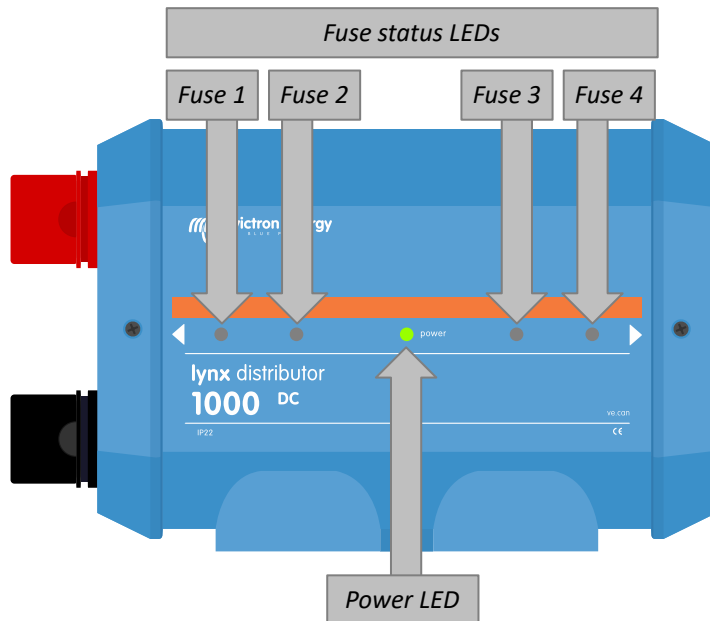 Fuse status LEDs
Fuse 1
Fuse 2
Fuse 3
Fuse 4
power
lynx distributor
1000 DC
ve.can
IP22
CE
Power LED